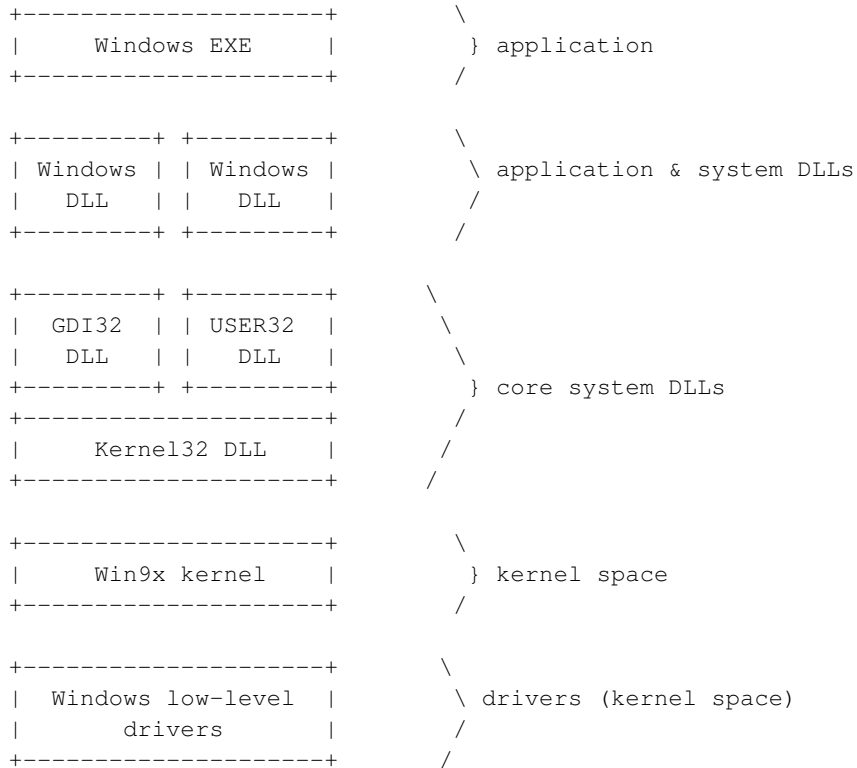 Windows EXE } application
Windows Windows application & system DLLs
DLL DLL
GDI32 USER32
DLL DLL
} core system DLLs
Kernel32 DLL
Win9x kernel } kernel space
Windows low-level drivers (kernel space)
drivers